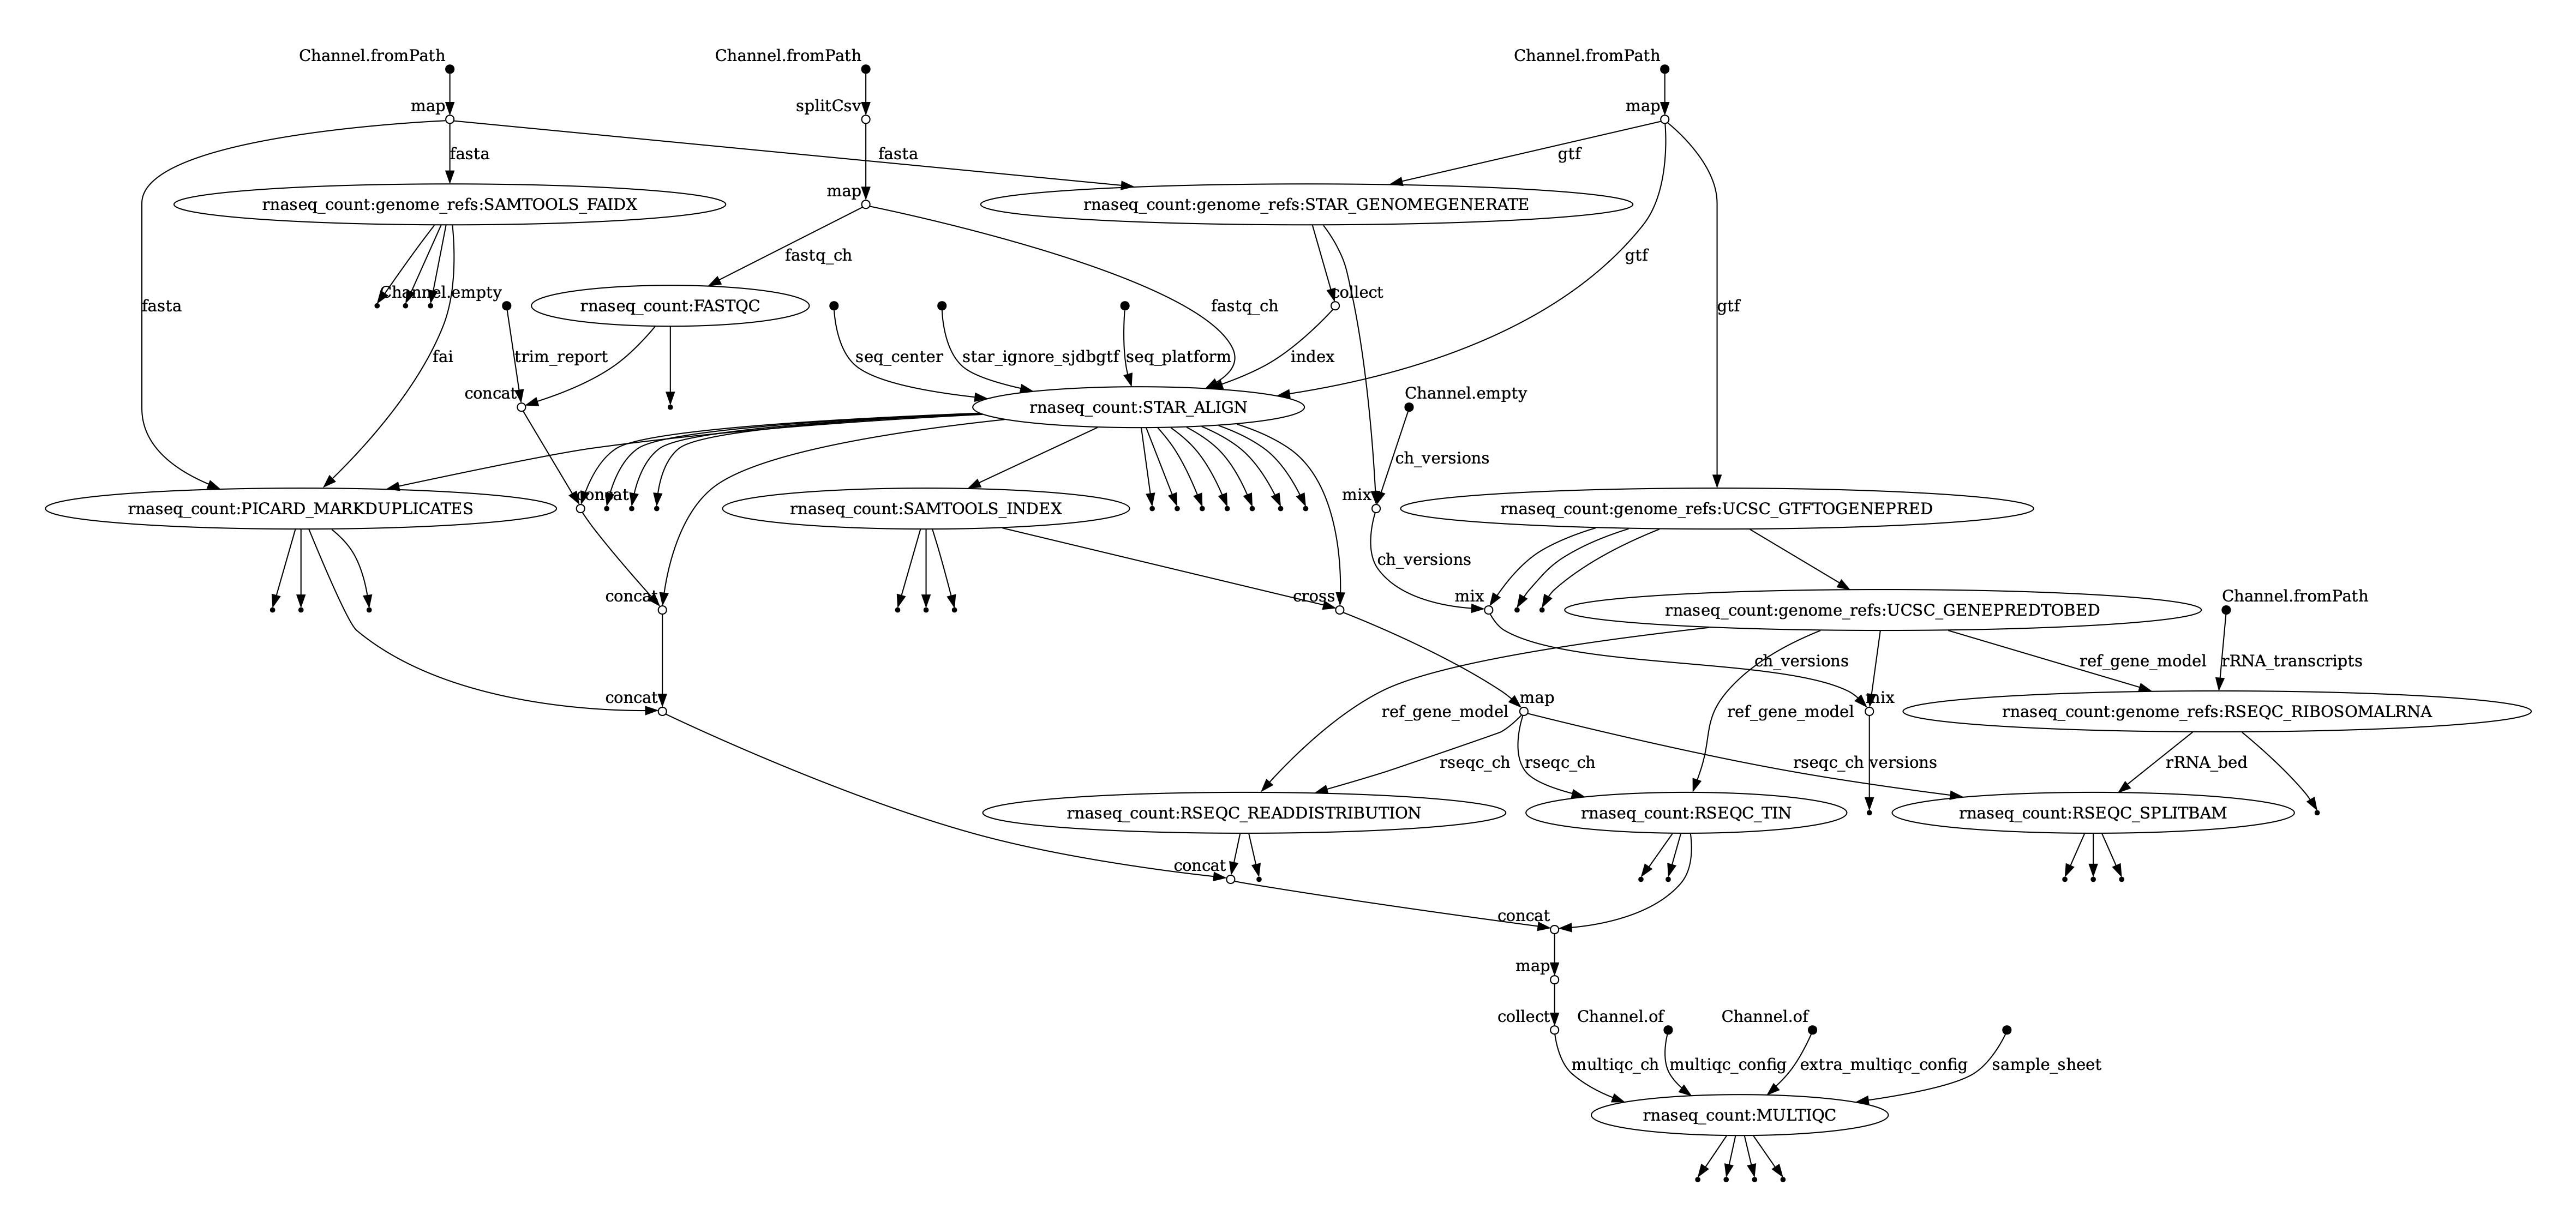 Channel.fromPath
Channel.fromPath
Channel.fromPath
map
splitCsv
map
fasta
fasta
gtf
map
rnaseq_count:genome_refs:SAMTOOLS_FAIDX
rnaseq_count:genome_refs:STAR_GENOMEGENERATE
fastq_ch
gtf
Channel.empty
collect
fasta
rnaseq_count:FASTQC
fastq_ch
gtf
fai
trim_report
seq_center
star_ignore_sjdbgtf
seq_platform
index
concat
rnaseq_count:STAR_ALIGN
Channel.empty
ch_versions
concat
mix
rnaseq_count:PICARD_MARKDUPLICATES
rnaseq_count:SAMTOOLS_INDEX
rnaseq_count:genome_refs:UCSC_GTFTOGENEPRED
ch_versions
concat
cross
mix
rnaseq_count:genome_refs:UCSC_GENEPREDTOBED
Channel.fromPath
ch_versions
ref_gene_model
rRNA_transcripts
concat
map
mix
ref_gene_model
ref_gene_model
rnaseq_count:genome_refs:RSEQC_RIBOSOMALRNA
rseqc_ch
rseqc_ch
rseqc_ch
versions
rRNA_bed
rnaseq_count:RSEQC_READDISTRIBUTION
rnaseq_count:RSEQC_TIN
rnaseq_count:RSEQC_SPLITBAM
concat
concat
map
collect
Channel.of
Channel.of
multiqc_ch
multiqc_config
extra_multiqc_config
sample_sheet
rnaseq_count:MULTIQC